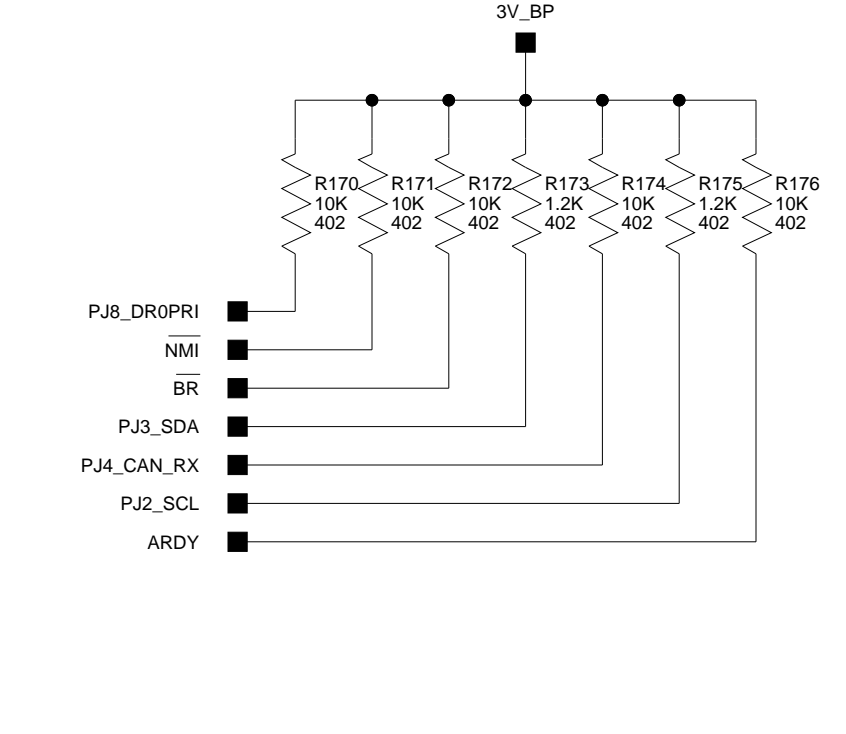 3V_BP
R170
10K
402
R171
10K
402
R172
10K
402
R173
1.2K
402
R174
10K
402
R175
1.2K
402
R176
10K
402
PJ8_DR0PRI
NMI
BR
PJ3_SDA
PJ4_CAN_RX
PJ2_SCL
ARDY